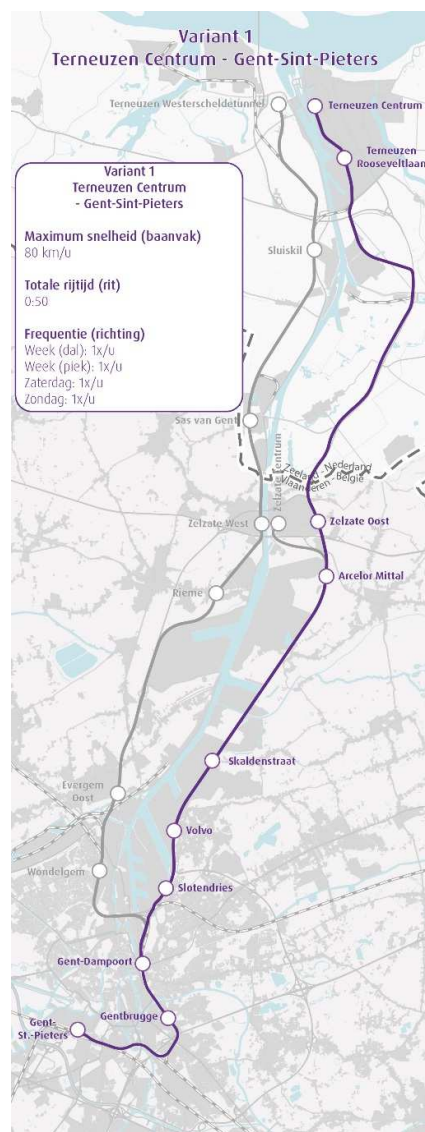 Variant 1
Terneuzen Centrum - Gent-Sint-Pieters
Terneuzen Westerscheldetunnel
Terneuzen Centrum
Terneuzen
Rooseveltlaan
Variant 1
Terneuzen Centrum
- Gent-Sint-Pieters
Maximum snelheid (baanvak)
80 km/u
Totale rijtijd (rit)
0:50
Frequentie (richting)
Week (dal): 1x/u
Week (piek): 1x/u
Zaterdag: 1x/u
Zondag: 1x/u
Sluiskil
Sas van Gent
Zelzate Centrum
Zeeland - Nederland
Vlaanderen - België
Zelzate West
Zelzate Oost
Arcelor Mittal
Rieme
Skaldenstraat
Evergem
Oost
Volvo
Wondelgem
Slotendries
Gent-Dampoort
Gentbrugge
Gent-
St.-Pieters